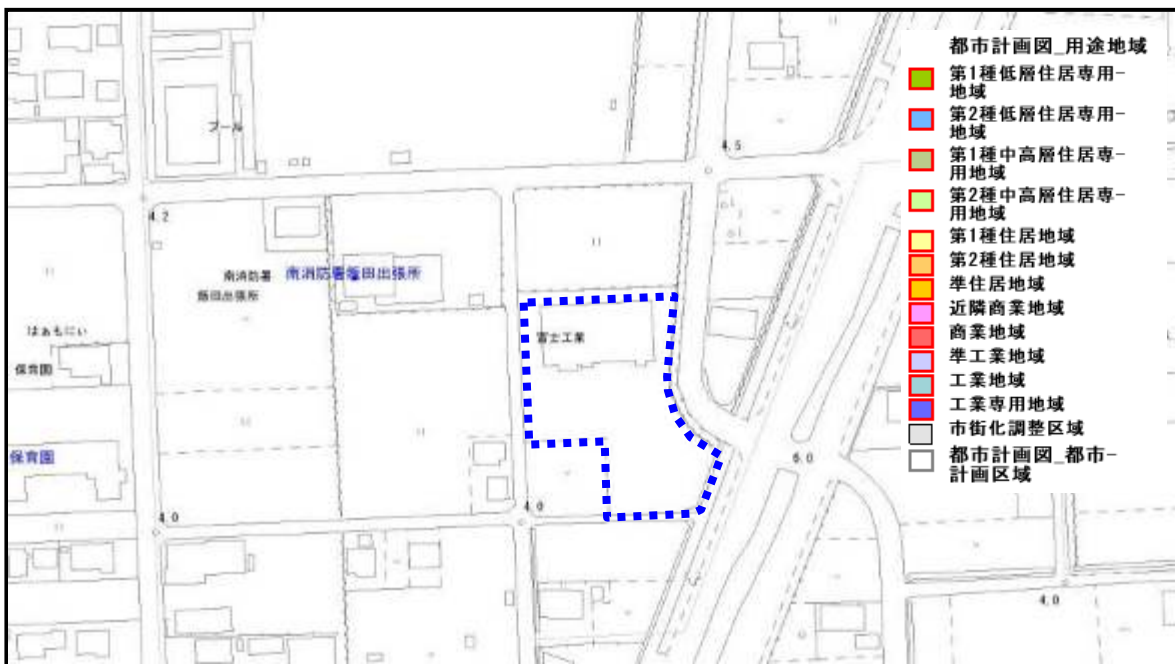 プール
4.5
4.2
南消防署
飯田出張所
南消防署飯田出張所
はぁもにぃ
保育園
保育園
富士工業
6.0
4.0
4.0
4.0
都市計画図_用途地域
第1種低層住居専用-
地域
第2種低層住居専用-
地域
第1種中高層住居専-
用地域
第2種中高層住居専-
用地域
第1種住居地域
第2種住居地域
準住居地域
近隣商業地域
商業地域
準工業地域
工業地域
工業専用地域
市街化調整区域
都市計画図_都市-
計画区域